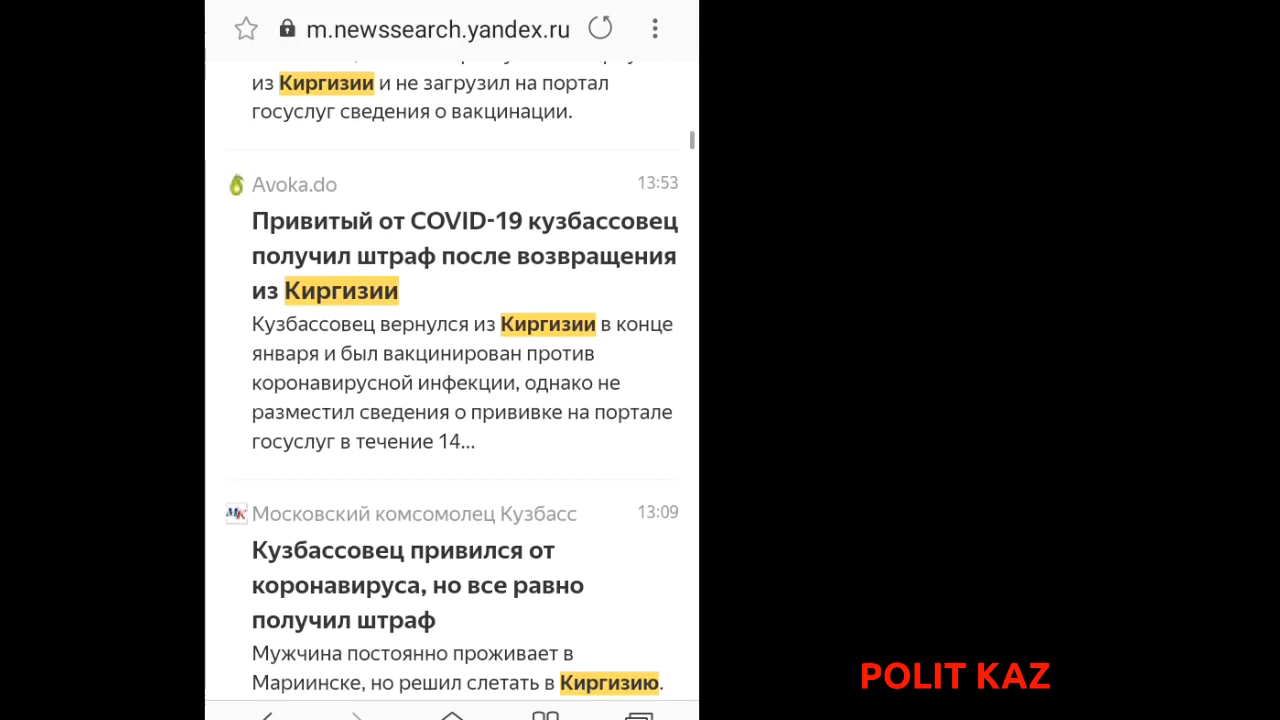 m.newssearch.yandex.ru
из Киргизии и не загрузил на портал
госуслуг сведения о вакцинации.
Avoka.do
13:53
Привитый от COVID-19 кузбассовец
получил штраф после возвращения
из Киргизии
Кузбассовец вернулся из Киргизии в конце
января и был вакцинирован против
коронавирусной инфекции, однако не
разместил сведения о прививке на портале
госуслуг в течение 14...
МК Московский комсомолец Кузбасс
13:09
Кузбассовец привился от
коронавируса, но все равно
получил штраф
Мужчина постоянно проживает в
Мариинске, но решил слетать в Киргизию.
POLIT KAZ